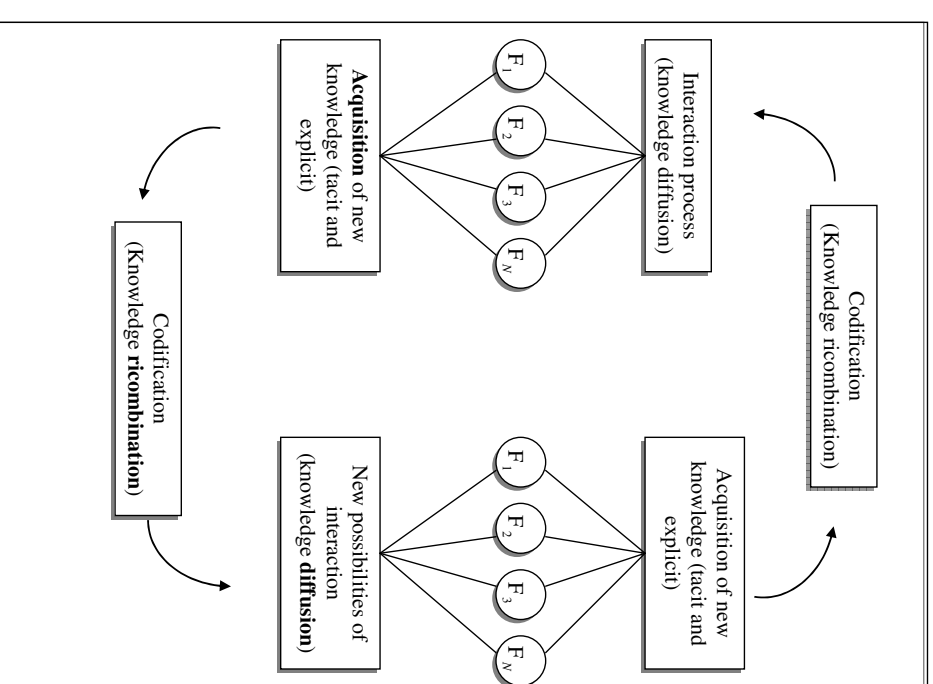 Codification
(Knowledge ricombination)
Interaction process
(knowledge diffusion)
Acquisition of new
knowledge (tacit and
explicit)
F1
F2
F3
FN
F1
F2
F3
FN
Acquisition of new
knowledge (tacit and
explicit)
New possibilities of
interaction
(knowledge diffusion)
Codification
(Knowledge ricombination)